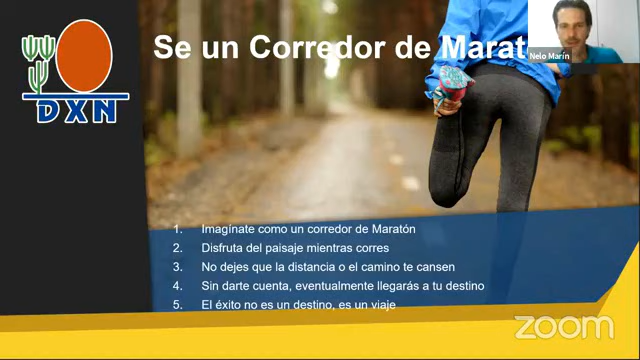 DXN
Se un Corredor de Marat
Nelo Marín
1. Imagínate como un corredor de Maratón
2. Disfruta del paisaje mientras corres
3. No dejes que la distancia o el camino te cansen
4. Sin darte cuenta, eventualmente llegarás a tu destino
5. El éxito no es un destino, es un viaje
zoom